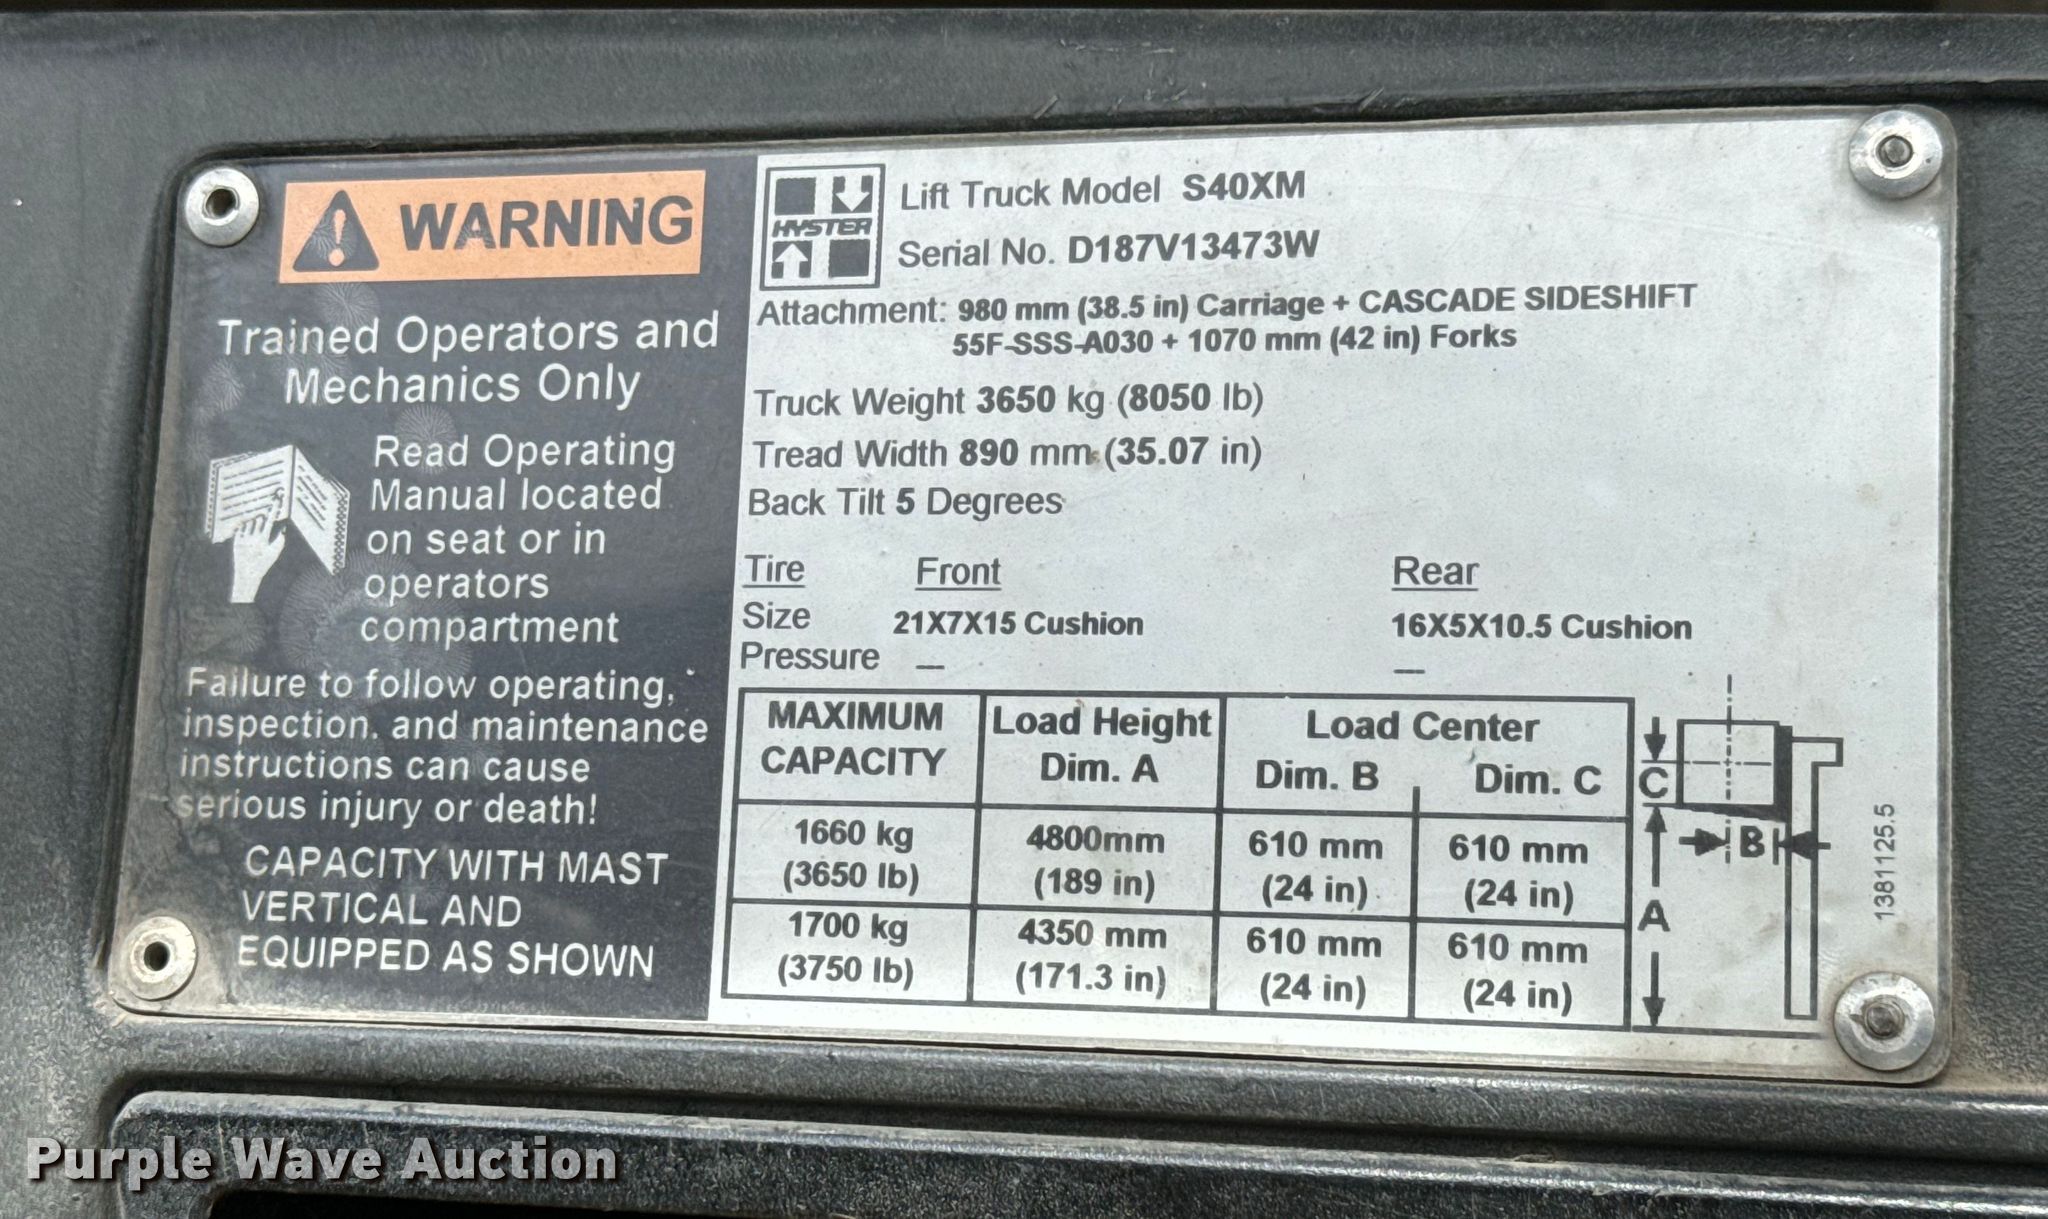 WARNING
Trained Operators and
Mechanics Only
Read Operating
Manual located
on seat or in
operators
compartment
Failure to follow operating,
inspection, and maintenance
instructions can cause
serious injury or death!
CAPACITY WITH MAST
VERTICAL AND
EQUIPPED AS SHOWN
HYSTER
Lift Truck Model S40XM
Serial No. D187V13473W
Attachment: 980 mm (38.5 in) Carriage + CASCADE SIDESHIFT
55F-SSS-A030 + 1070 mm (42 in) Forks
Truck Weight 3650 kg (8050 lb)
Tread Width 890 mm (35.07 in)
Back Tilt 5 Degrees
Tire Front Rear
Size 21X7X15 Cushion 16X5X10.5 Cushion
Pressure — —
MAXIMUM Load Height Load Center
CAPACITY Dim. A Dim. B Dim. C
1660 kg 4800mm 610 mm 610 mm
(3650 lb) (189 in) (24 in) (24 in)
1700 kg 4350 mm 610 mm 610 mm
(3750 lb) (171.3 in) (24 in) (24 in)
C
B
A
1381125.5
Purple Wave Auction